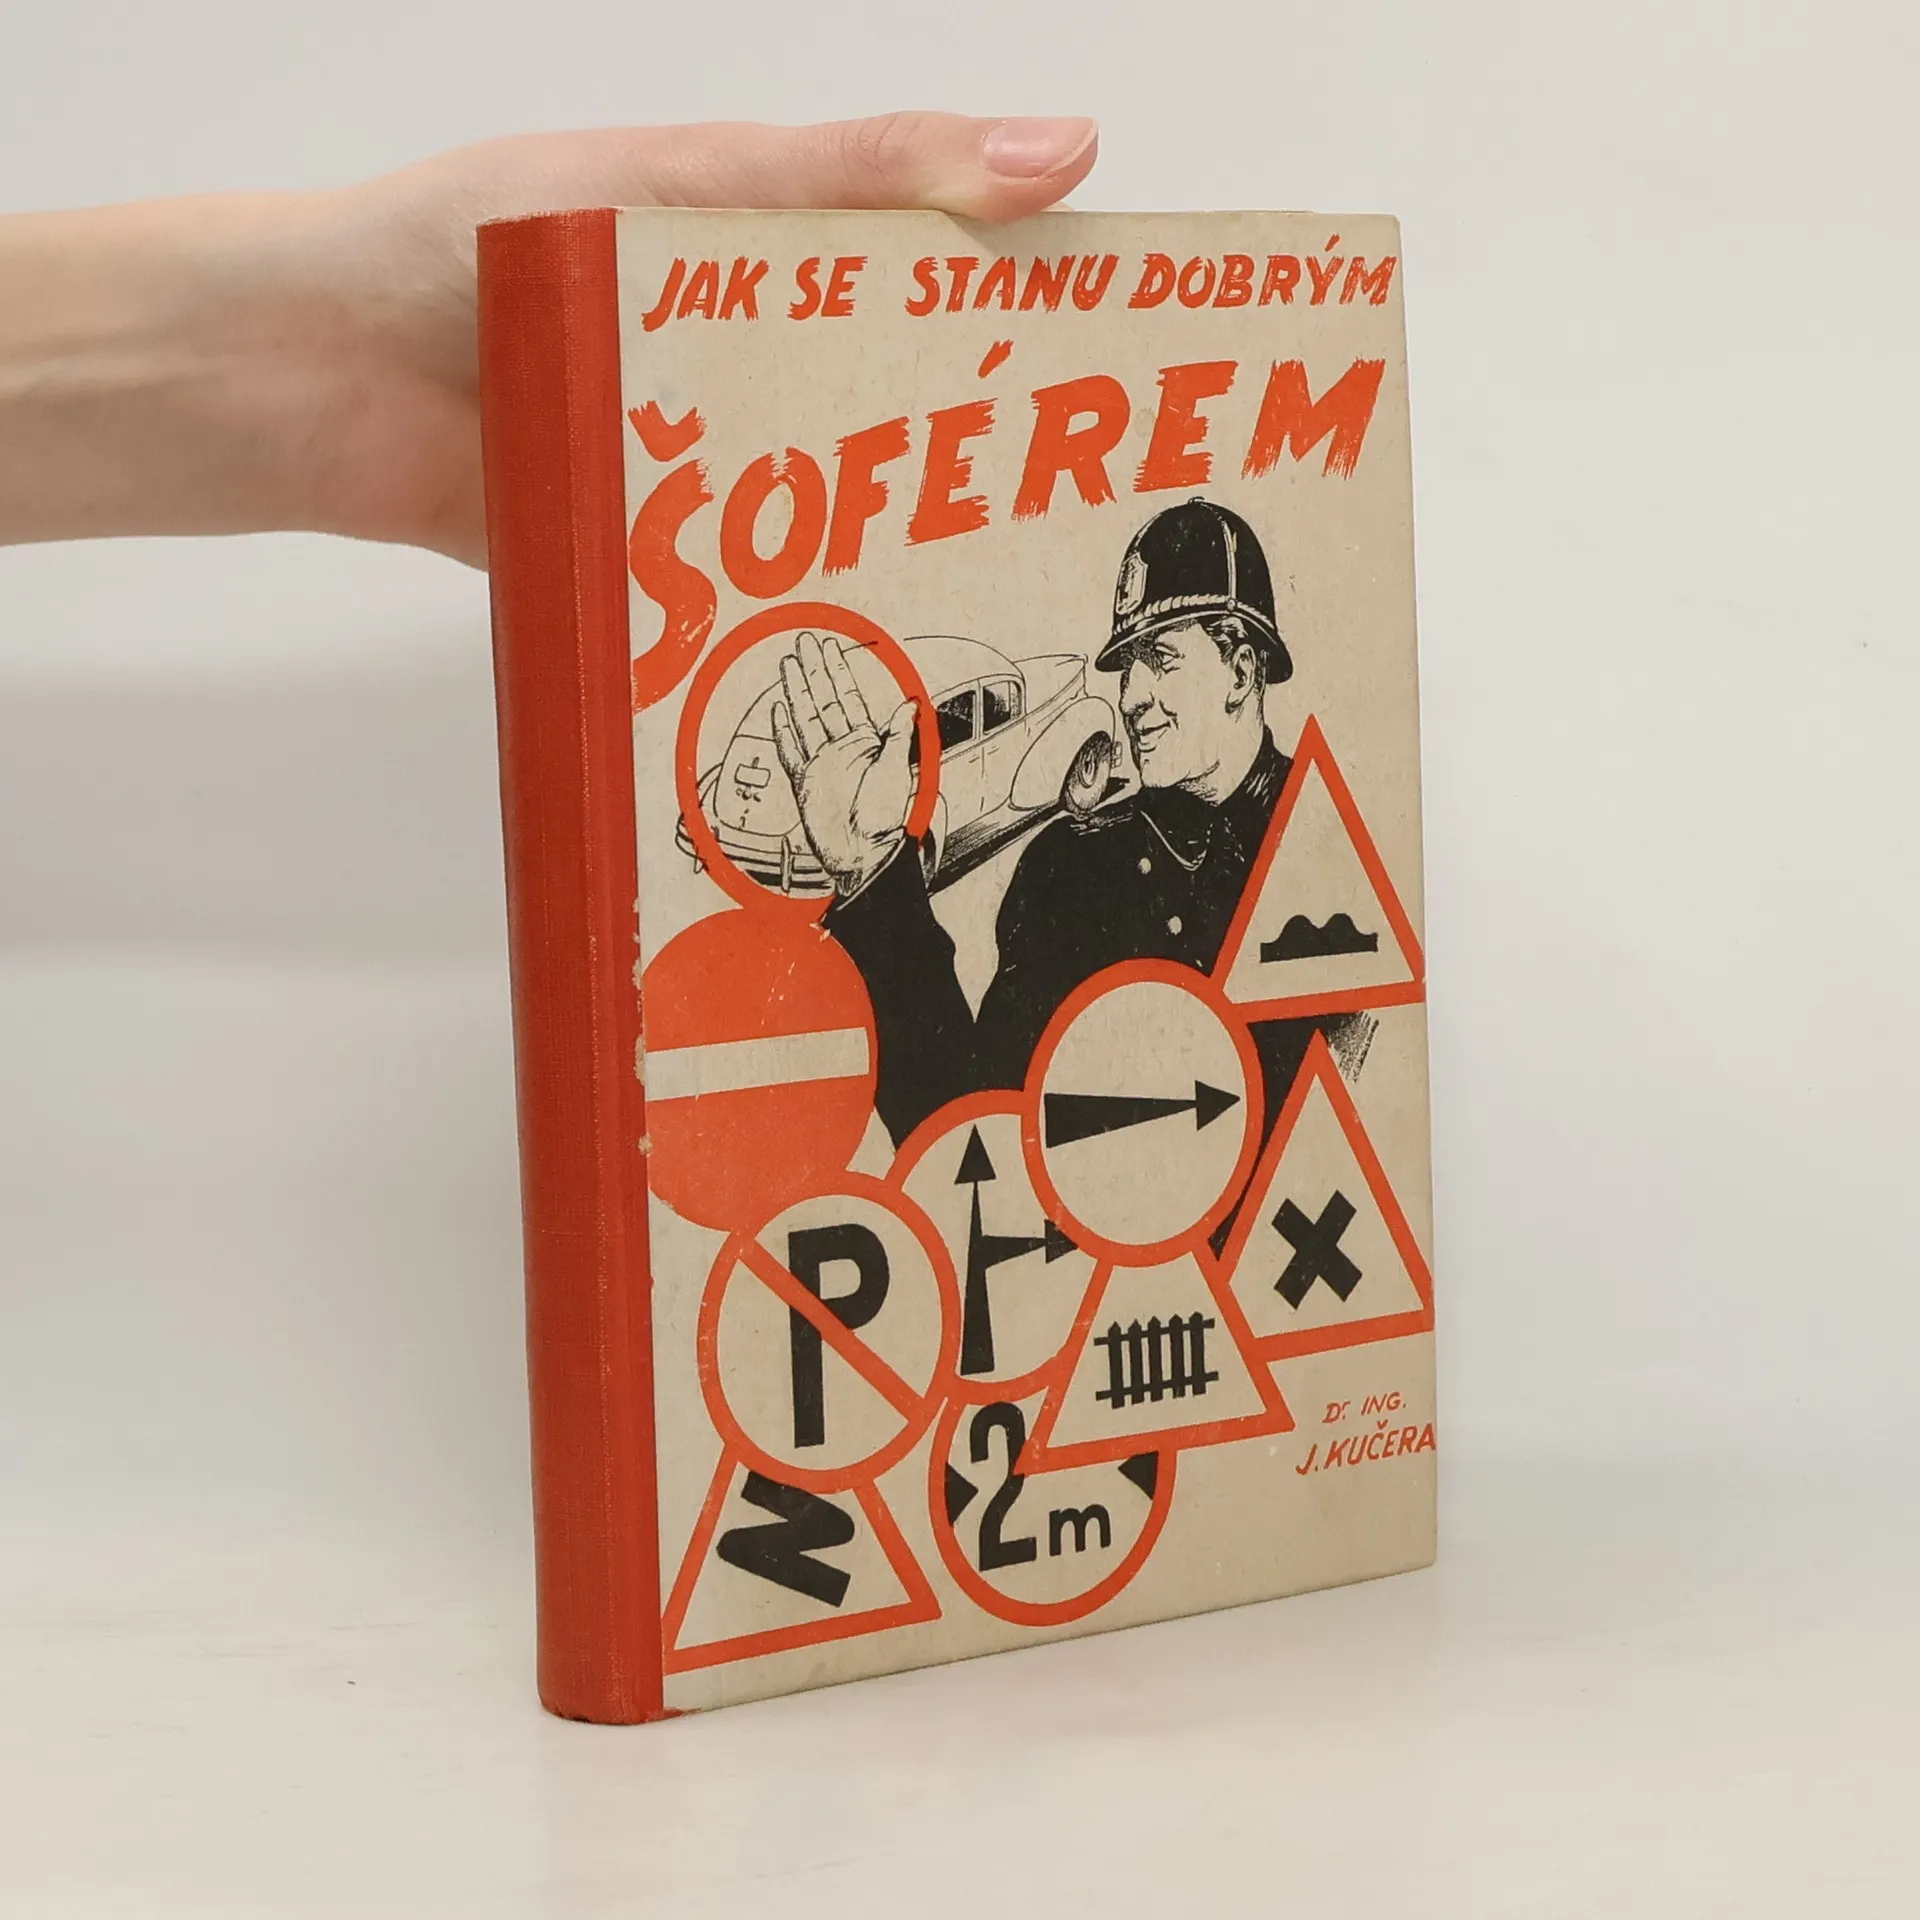 JAK SE STANU DOBRÝM
ŠOFÉREM
P
2m
Dr. ING.
J. KUČERA